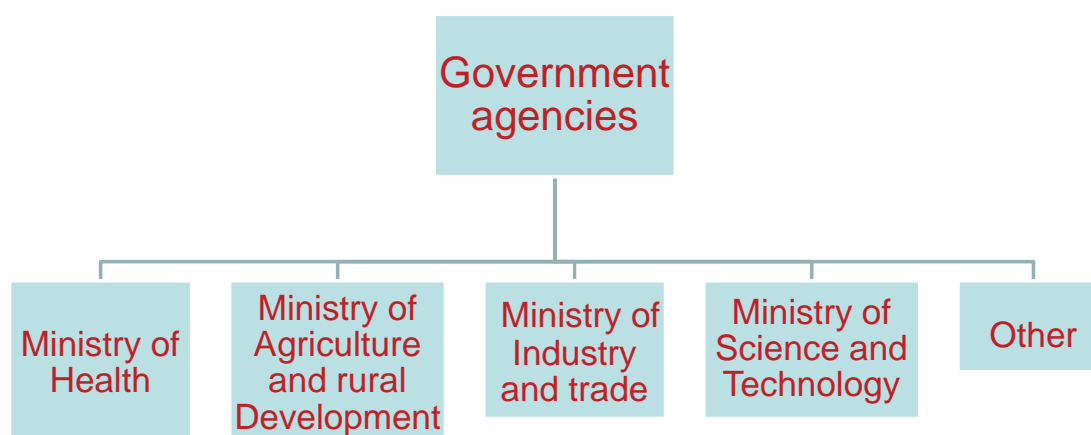 Government
agencies
Ministry of
Health
Ministry of
Agriculture
and rural
Development
Ministry of
Industry
and trade
Ministry of
Science and
Technology
Other